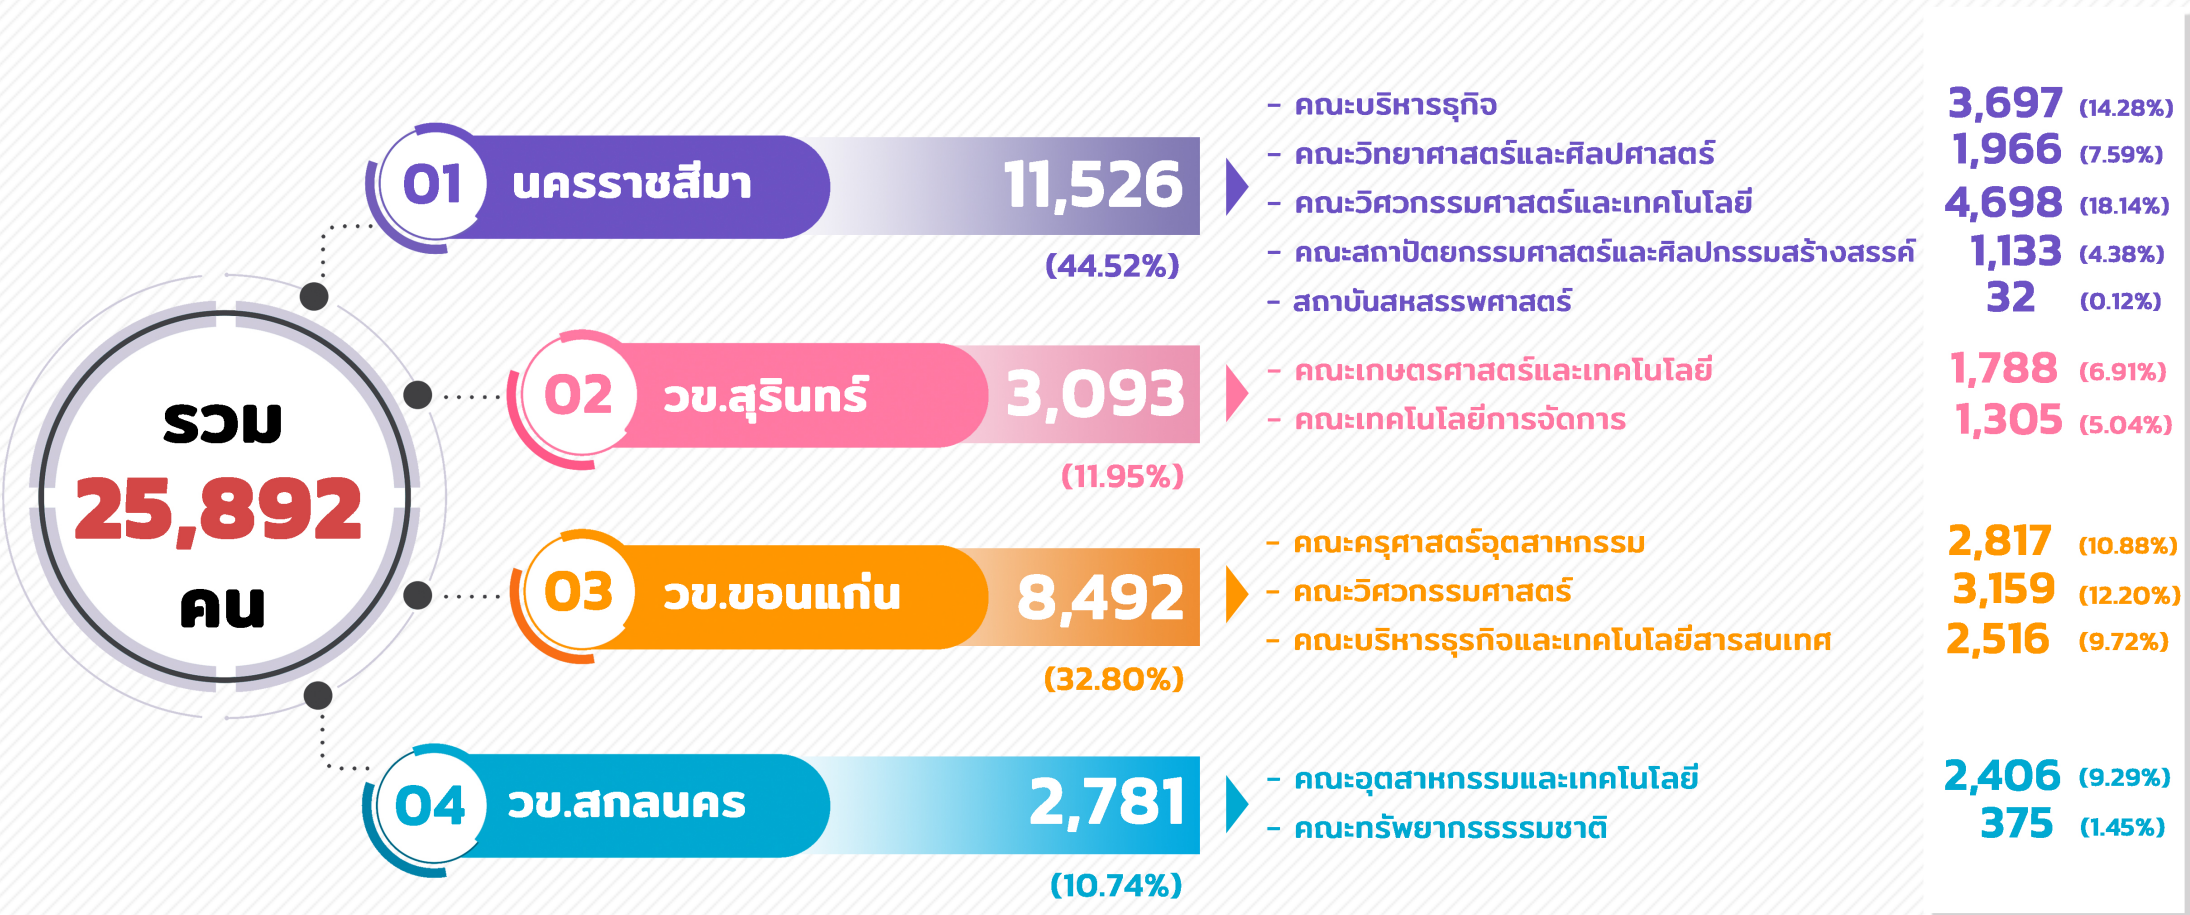 รวม
25,892
คน
01 นครราชสีมา 11,526
(44.52%)
- คณะบริหารธุกิจ 3,697 (14.28%)
- คณะวิทยาศาสตร์และศิลปศาสตร์ 1,966 (7.59%)
- คณะวิศวกรรมศาสตร์และเทคโนโลยี 4,698 (18.14%)
- คณะสถาปัตยกรรมศาสตร์และศิลปกรรมสร้างสรรค์ 1,133 (4.38%)
- สถาบันสหสรรพศาสตร์ 32 (0.12%)
02 วข.สุรินทร์ 3,093
(11.95%)
- คณะเกษตรศาสตร์และเทคโนโลยี 1,788 (6.91%)
- คณะเทคโนโลยีการจัดการ 1,305 (5.04%)
03 วข.ขอนแก่น 8,492
(32.80%)
- คณะครุศาสตร์อุตสาหกรรม 2,817 (10.88%)
- คณะวิศวกรรมศาสตร์ 3,159 (12.20%)
- คณะบริหารธุรกิจและเทคโนโลยีสารสนเทศ 2,516 (9.72%)
04 วข.สกลนคร 2,781
(10.74%)
- คณะอุตสาหกรรมและเทคโนโลยี 2,406 (9.29%)
- คณะทรัพยากรธรรมชาติ 375 (1.45%)